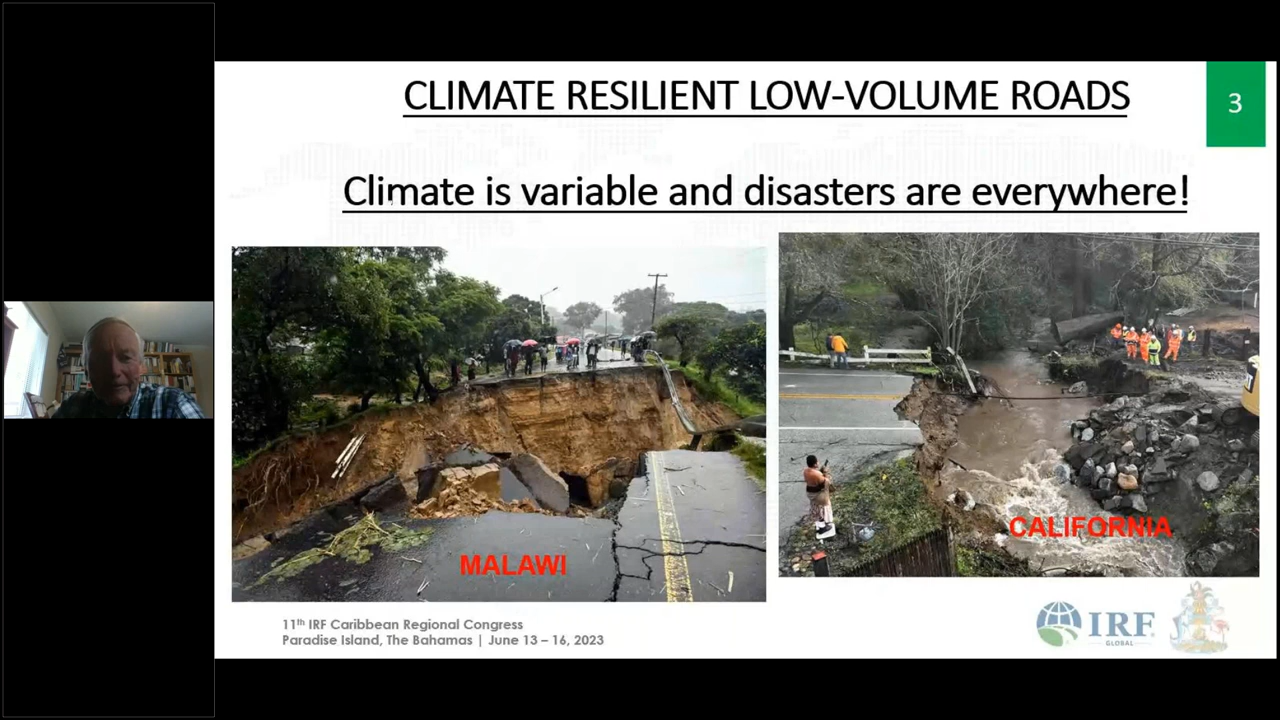 CLIMATE RESILIENT LOW-VOLUME ROADS
3
Climate is variable and disasters are everywhere!
MALAWI
CALIFORNIA
11th IRF Caribbean Regional Congress
Paradise Island, The Bahamas | June 13 – 16, 2023
IRF
GLOBAL